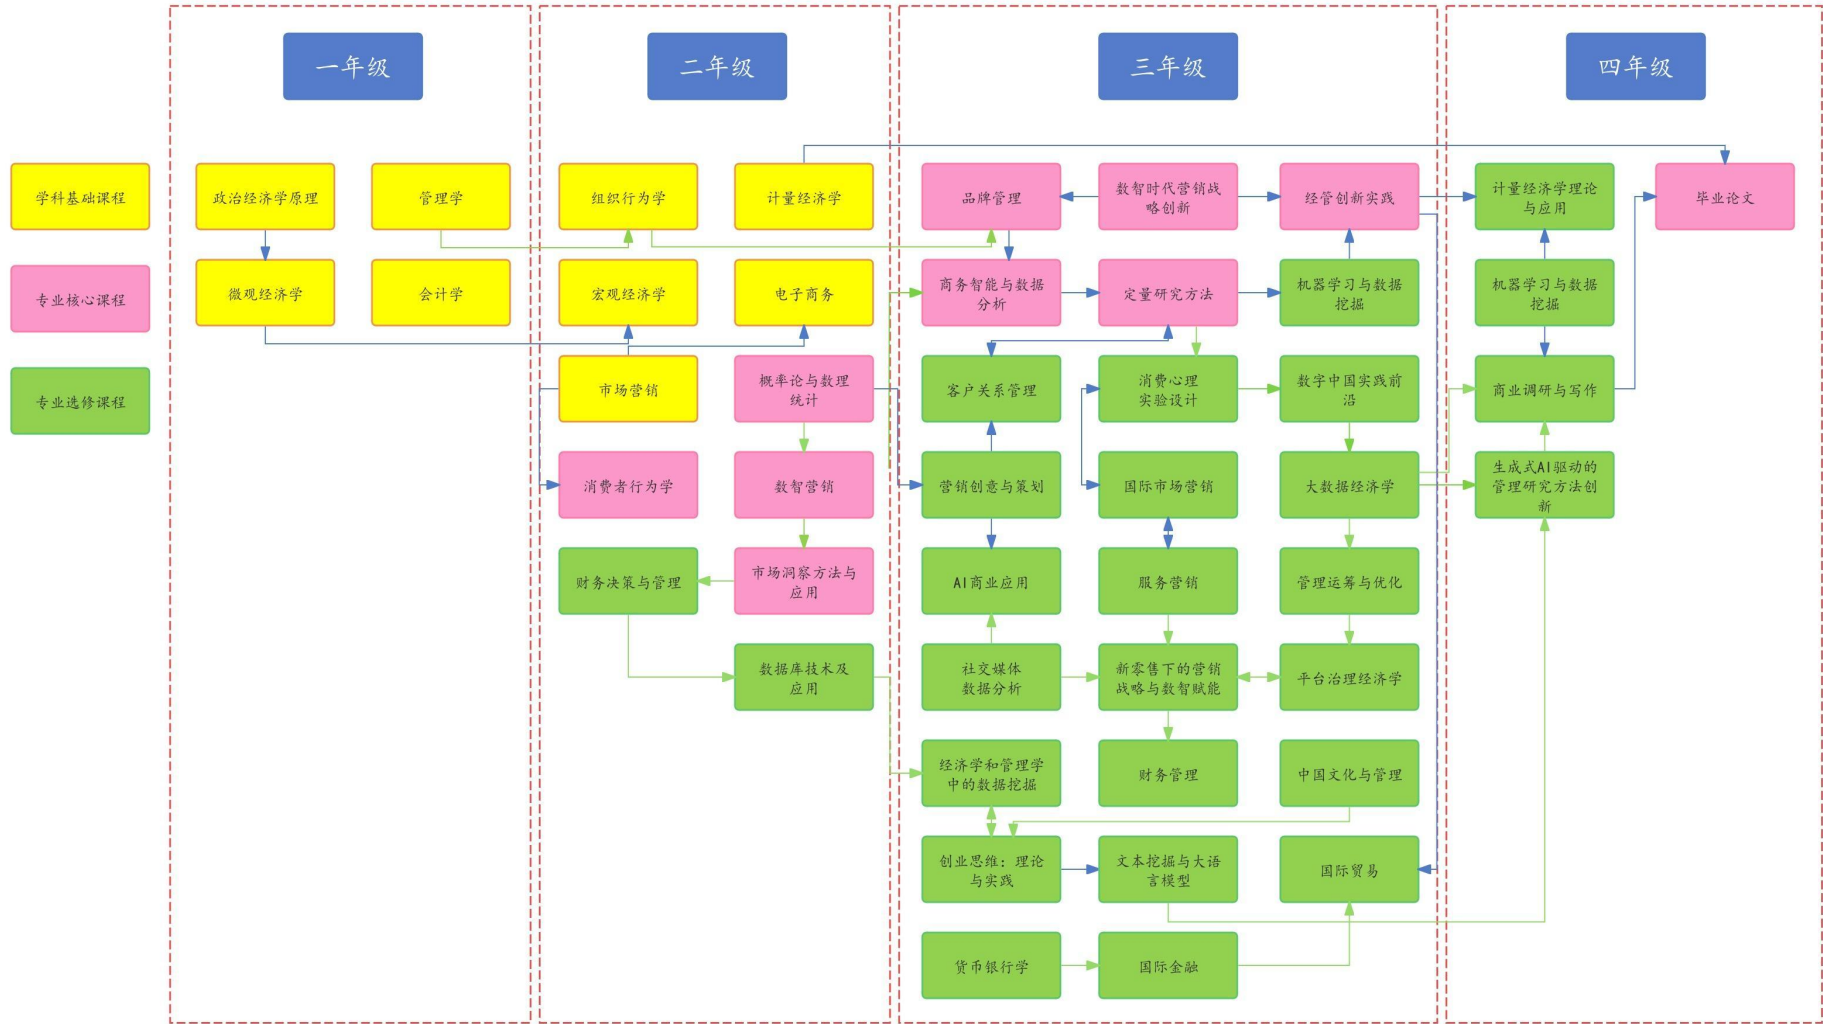 一年级
二年级
三年级
四年级
学科基础课程
专业核心课程
专业选修课程
政治经济学原理
管理学
微观经济学
会计学
组织行为学
计量经济学
宏观经济学
电子商务
市场营销
概率论与数理
统计
消费者行为学
数智营销
财务决策与管理
市场洞察方法与
应用
数据库技术及
应用
品牌管理
数智时代营销战
略创新
经管创新实践
商务智能与数据
分析
定量研究方法
机器学习与数据
挖掘
客户关系管理
消费心理
实验设计
数字中国实践前
沿
营销创意与策划
国际市场营销
大数据经济学
AI商业应用
服务营销
管理运筹与优化
社交媒体
数据分析
新零售下的营销
战略与数智赋能
平台治理经济学
经济学和管理学
中的数据挖掘
财务管理
中国文化与管理
创业思维：理论
与实践
文本挖掘与大语
言模型
国际贸易
货币银行学
国际金融
计量经济学理论
与应用
毕业论文
机器学习与数据
挖掘
商业调研与写作
生成式AI驱动的
管理研究方法创
新